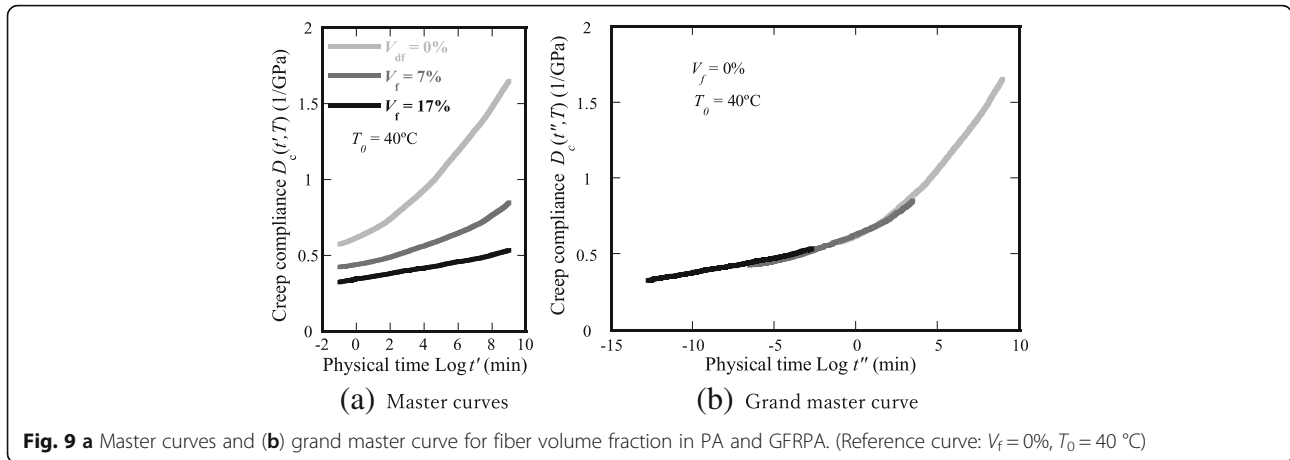 2
1.5
1
0.5
0
Creep compliance D_c(t′,T) (1/GPa)
V_df = 0%
V_f = 7%
V_f = 17%
T_0 = 40ºC
-2 0 2 4 6 8 10
Physical time Log t′ (min)
(a) Master curves
2
1.5
1
0.5
0
Creep compliance D_c(t″,T) (1/GPa)
V_f = 0%
T_0 = 40ºC
-15 -10 -5 0 5 10
Physical time Log t″ (min)
(b) Grand master curve
Fig. 9 a Master curves and (b) grand master curve for fiber volume fraction in PA and GFRPA. (Reference curve: V_f = 0%, T_0 = 40 °C)